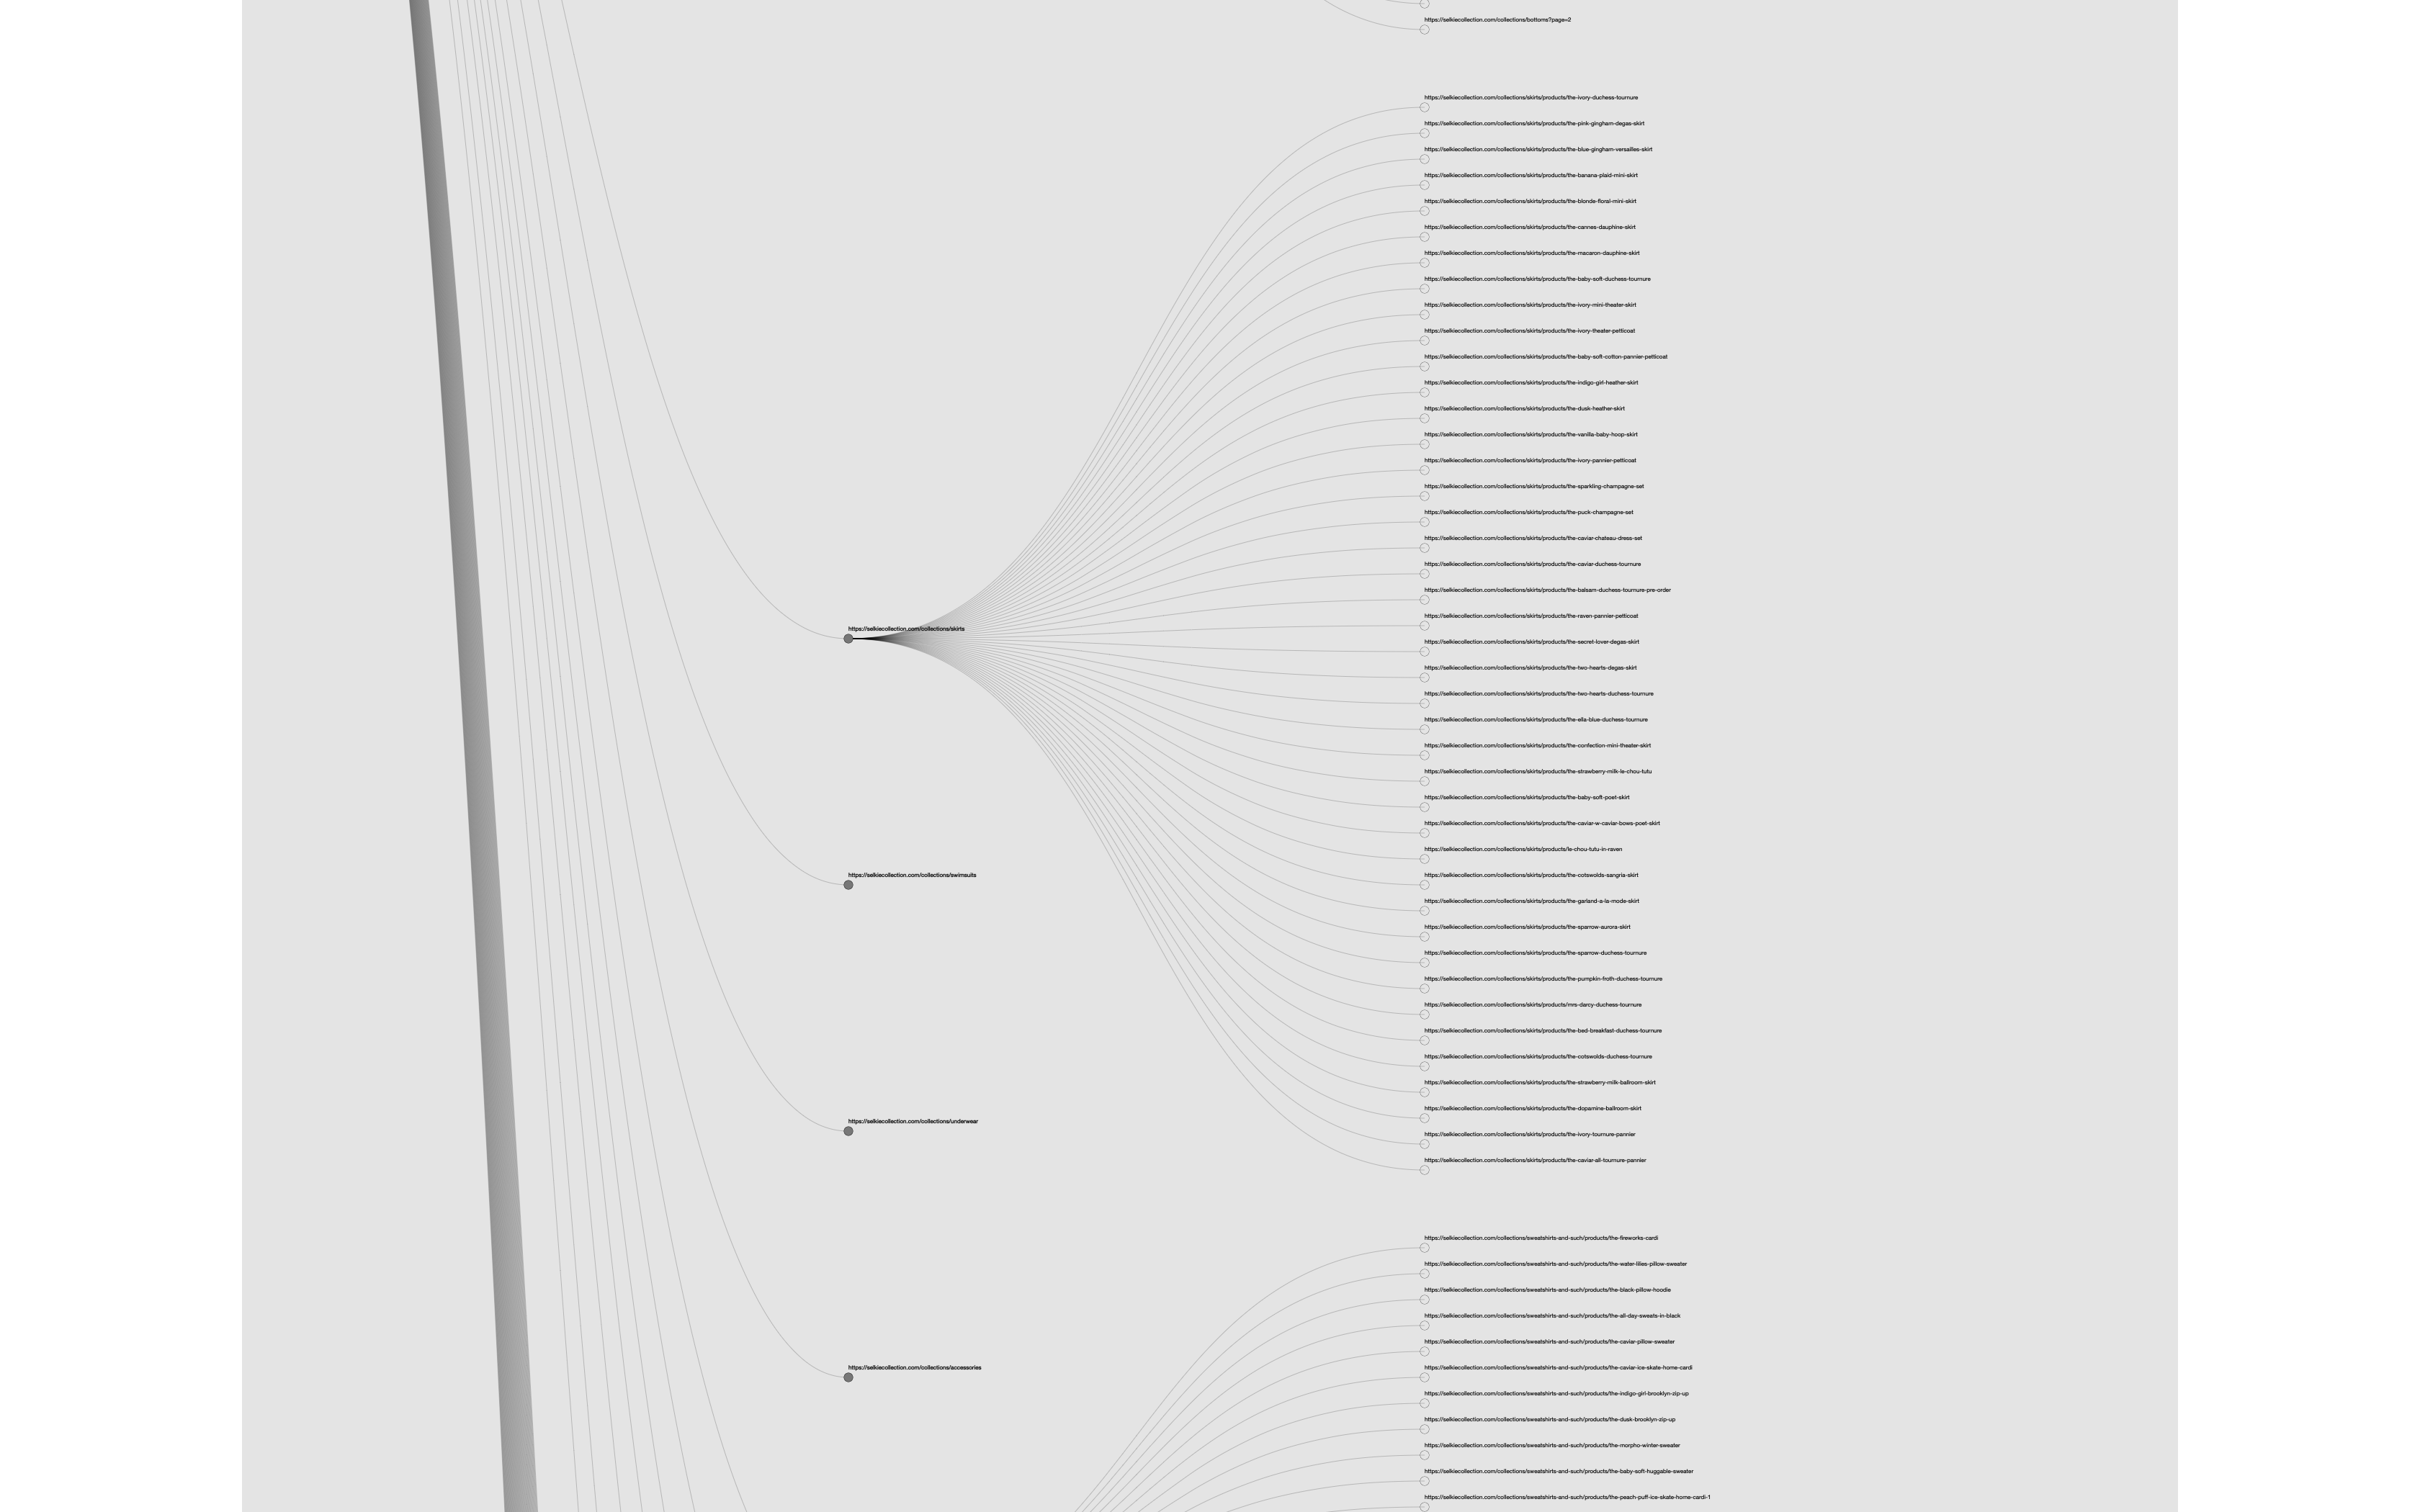 https://selkiecollection.com/collections/bottoms?page=2
https://selkiecollection.com/collections/skirts/products/the-ivory-duchess-tournure
https://selkiecollection.com/collections/skirts/products/the-pink-gingham-degas-skirt
https://selkiecollection.com/collections/skirts/products/the-blue-gingham-versailles-skirt
https://selkiecollection.com/collections/skirts/products/the-banana-plaid-mini-skirt
https://selkiecollection.com/collections/skirts/products/the-blonde-floral-mini-skirt
https://selkiecollection.com/collections/skirts/products/the-cannes-dauphine-skirt
https://selkiecollection.com/collections/skirts/products/the-macaron-dauphine-skirt
https://selkiecollection.com/collections/skirts/products/the-baby-soft-duchess-tournure
https://selkiecollection.com/collections/skirts/products/the-ivory-mini-theater-skirt
https://selkiecollection.com/collections/skirts/products/the-ivory-theater-petticoat
https://selkiecollection.com/collections/skirts/products/the-baby-soft-cotton-pannier-petticoat
https://selkiecollection.com/collections/skirts/products/the-indigo-girl-heather-skirt
https://selkiecollection.com/collections/skirts/products/the-dusk-heather-skirt
https://selkiecollection.com/collections/skirts/products/the-vanilla-baby-hoop-skirt
https://selkiecollection.com/collections/skirts/products/the-ivory-pannier-petticoat
https://selkiecollection.com/collections/skirts/products/the-sparkling-champagne-set
https://selkiecollection.com/collections/skirts/products/the-puck-champagne-set
https://selkiecollection.com/collections/skirts/products/the-caviar-chateau-dress-set
https://selkiecollection.com/collections/skirts/products/the-caviar-duchess-tournure
https://selkiecollection.com/collections/skirts/products/the-balsam-duchess-tournure-pre-order
https://selkiecollection.com/collections/skirts/products/the-raven-pannier-petticoat
https://selkiecollection.com/collections/skirts
https://selkiecollection.com/collections/skirts/products/the-secret-lover-degas-skirt
https://selkiecollection.com/collections/skirts/products/the-two-hearts-degas-skirt
https://selkiecollection.com/collections/skirts/products/the-two-hearts-duchess-tournure
https://selkiecollection.com/collections/skirts/products/the-ella-blue-duchess-tournure
https://selkiecollection.com/collections/skirts/products/the-confection-mini-theater-skirt
https://selkiecollection.com/collections/skirts/products/the-strawberry-milk-le-chou-tutu
https://selkiecollection.com/collections/skirts/products/the-baby-soft-poet-skirt
https://selkiecollection.com/collections/skirts/products/the-caviar-w-caviar-bows-poet-skirt
https://selkiecollection.com/collections/skirts/products/le-chou-tutu-in-raven
https://selkiecollection.com/collections/swimsuits
https://selkiecollection.com/collections/skirts/products/the-cotswolds-sangria-skirt
https://selkiecollection.com/collections/skirts/products/the-garland-a-la-mode-skirt
https://selkiecollection.com/collections/skirts/products/the-sparrow-aurora-skirt
https://selkiecollection.com/collections/skirts/products/the-sparrow-duchess-tournure
https://selkiecollection.com/collections/skirts/products/the-pumpkin-froth-duchess-tournure
https://selkiecollection.com/collections/skirts/products/mrs-darcy-duchess-tournure
https://selkiecollection.com/collections/skirts/products/the-bed-breakfast-duchess-tournure
https://selkiecollection.com/collections/skirts/products/the-cotswolds-duchess-tournure
https://selkiecollection.com/collections/skirts/products/the-strawberry-milk-ballroom-skirt
https://selkiecollection.com/collections/skirts/products/the-dopamine-ballroom-skirt
https://selkiecollection.com/collections/underwear
https://selkiecollection.com/collections/skirts/products/the-ivory-tournure-pannier
https://selkiecollection.com/collections/skirts/products/the-caviar-all-tournure-pannier
https://selkiecollection.com/collections/sweatshirts-and-such/products/the-fireworks-cardi
https://selkiecollection.com/collections/sweatshirts-and-such/products/the-water-lilies-pillow-sweater
https://selkiecollection.com/collections/sweatshirts-and-such/products/the-black-pillow-hoodie
https://selkiecollection.com/collections/sweatshirts-and-such/products/the-all-day-sweats-in-black
https://selkiecollection.com/collections/sweatshirts-and-such/products/the-caviar-pillow-sweater
https://selkiecollection.com/collections/accessories
https://selkiecollection.com/collections/sweatshirts-and-such/products/the-caviar-ice-skate-home-cardi
https://selkiecollection.com/collections/sweatshirts-and-such/products/the-indigo-girl-brooklyn-zip-up
https://selkiecollection.com/collections/sweatshirts-and-such/products/the-dusk-brooklyn-zip-up
https://selkiecollection.com/collections/sweatshirts-and-such/products/the-morpho-winter-sweater
https://selkiecollection.com/collections/sweatshirts-and-such/products/the-baby-soft-huggable-sweater
https://selkiecollection.com/collections/sweatshirts-and-such/products/the-peach-puff-ice-skate-home-cardi-1